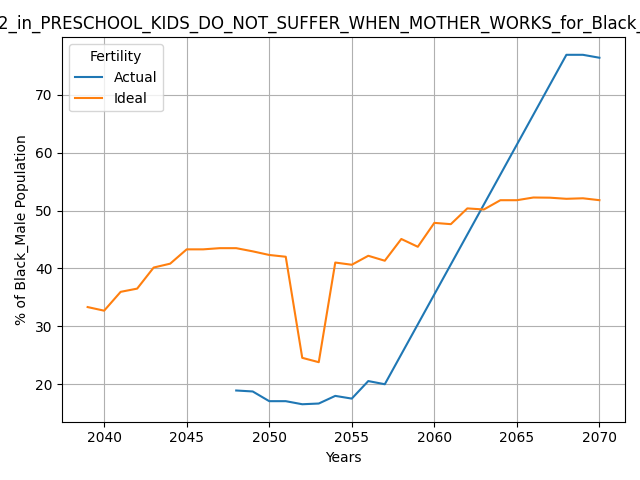 2_in_PRESCHOOL_KIDS_DO_NOT_SUFFER_WHEN_MOTHER_WORKS_for_Black_
Fertility
Actual
Ideal
% of Black_Male Population
70
60
50
40
30
20
2040 2045 2050 2055 2060 2065 2070
Years